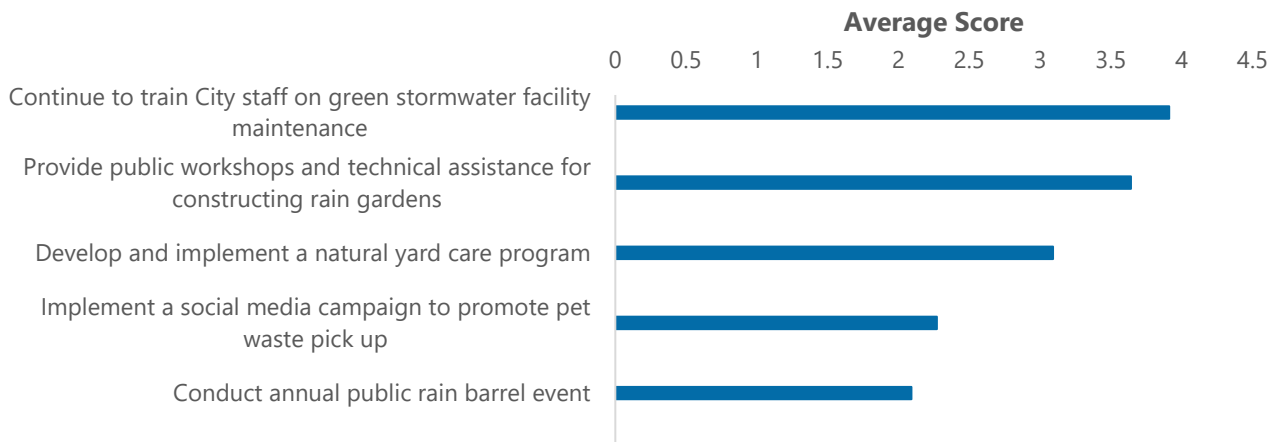 Average Score
0 0.5 1 1.5 2 2.5 3 3.5 4 4.5
Continue to train City staff on green stormwater facility
maintenance
Provide public workshops and technical assistance for
constructing rain gardens
Develop and implement a natural yard care program
Implement a social media campaign to promote pet
waste pick up
Conduct annual public rain barrel event